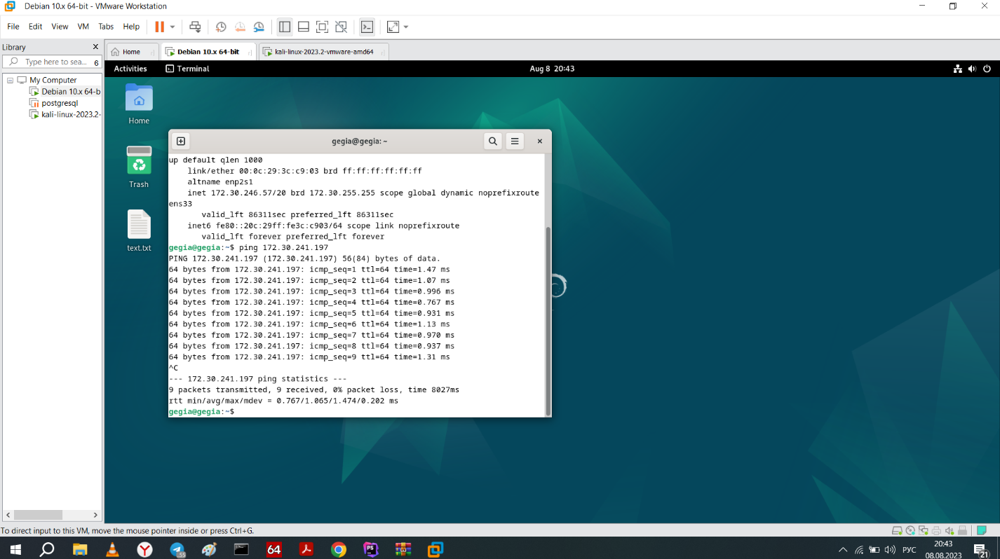 Debian 10.x 64-bit - VMware Workstation
File Edit View VM Tabs Help
Library
Type here to sea... 6
My Computer
Debian 10.x 64-b
postgresql
kali-linux-2023.2-
Home
Debian 10.x 64-bit
kali-linux-2023.2-vmware-amd64
Activities Terminal Aug 8 20:43
Home
Trash
text.txt
gegia@gegia: ~
up default qlen 1000
link/ether 00:0c:29:3c:c9:03 brd ff:ff:ff:ff:ff:ff
altname enp2s1
inet 172.30.246.57/20 brd 172.30.255.255 scope global dynamic noprefixroute
ens33
valid_lft 86311sec preferred_lft 86311sec
inet6 fe80::20c:29ff:fe3c:c903/64 scope link noprefixroute
valid_lft forever preferred_lft forever
gegia@gegia:~$ ping 172.30.241.197
PING 172.30.241.197 (172.30.241.197) 56(84) bytes of data.
64 bytes from 172.30.241.197: icmp_seq=1 ttl=64 time=1.47 ms
64 bytes from 172.30.241.197: icmp_seq=2 ttl=64 time=1.07 ms
64 bytes from 172.30.241.197: icmp_seq=3 ttl=64 time=0.996 ms
64 bytes from 172.30.241.197: icmp_seq=4 ttl=64 time=0.767 ms
64 bytes from 172.30.241.197: icmp_seq=5 ttl=64 time=0.931 ms
64 bytes from 172.30.241.197: icmp_seq=6 ttl=64 time=1.13 ms
64 bytes from 172.30.241.197: icmp_seq=7 ttl=64 time=0.970 ms
64 bytes from 172.30.241.197: icmp_seq=8 ttl=64 time=0.937 ms
64 bytes from 172.30.241.197: icmp_seq=9 ttl=64 time=1.31 ms
^C
--- 172.30.241.197 ping statistics ---
9 packets transmitted, 9 received, 0% packet loss, time 8027ms
rtt min/avg/max/mdev = 0.767/1.065/1.474/0.202 ms
gegia@gegia:~$
To direct input to this VM, move the mouse pointer inside or press Ctrl+G.
55
64
PS
РУС
20:43
08.08.2023
21